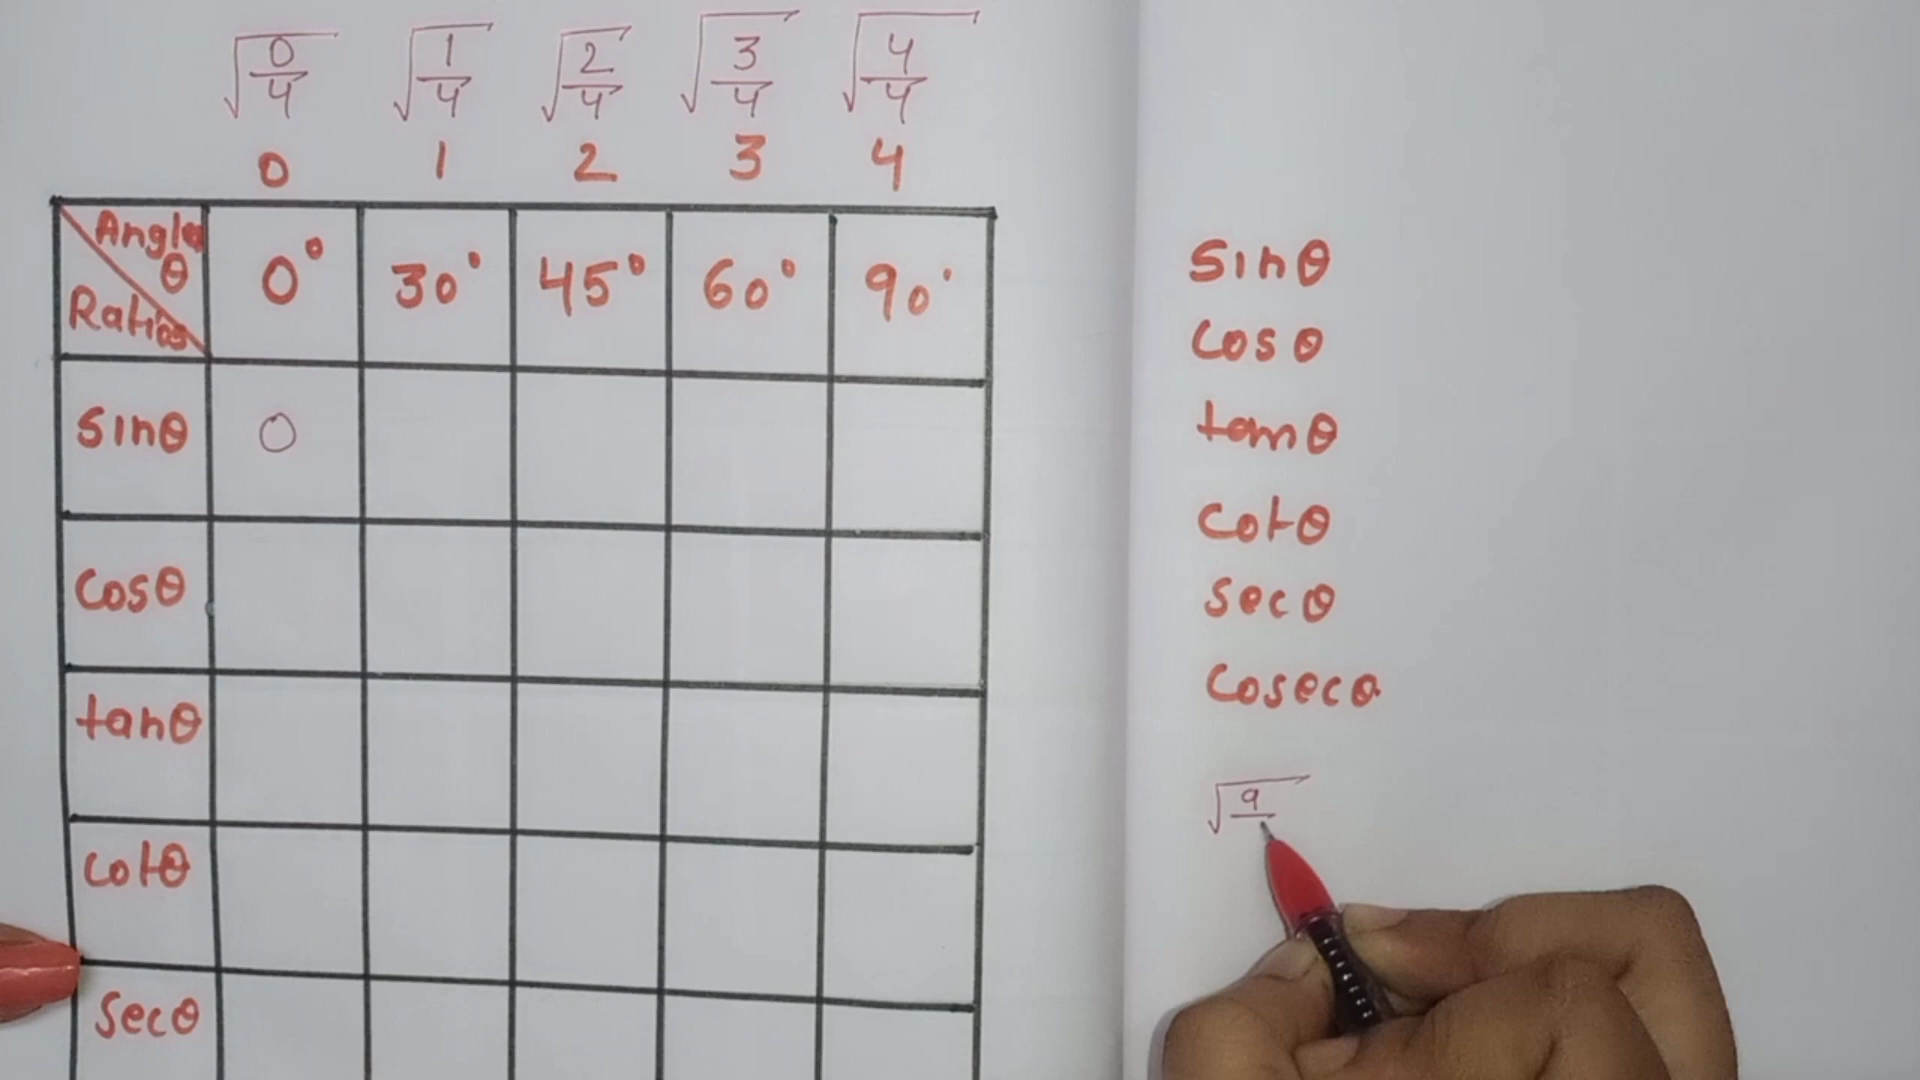 √0/4 √1/4 √2/4 √3/4 √4/4
0 1 2 3 4
Angle θ Ratios 0° 30° 45° 60° 90°
sinθ 0
cosθ
tanθ
cotθ
secθ
sinθ
cosθ
tanθ
cotθ
secθ
cosecθ
√9/